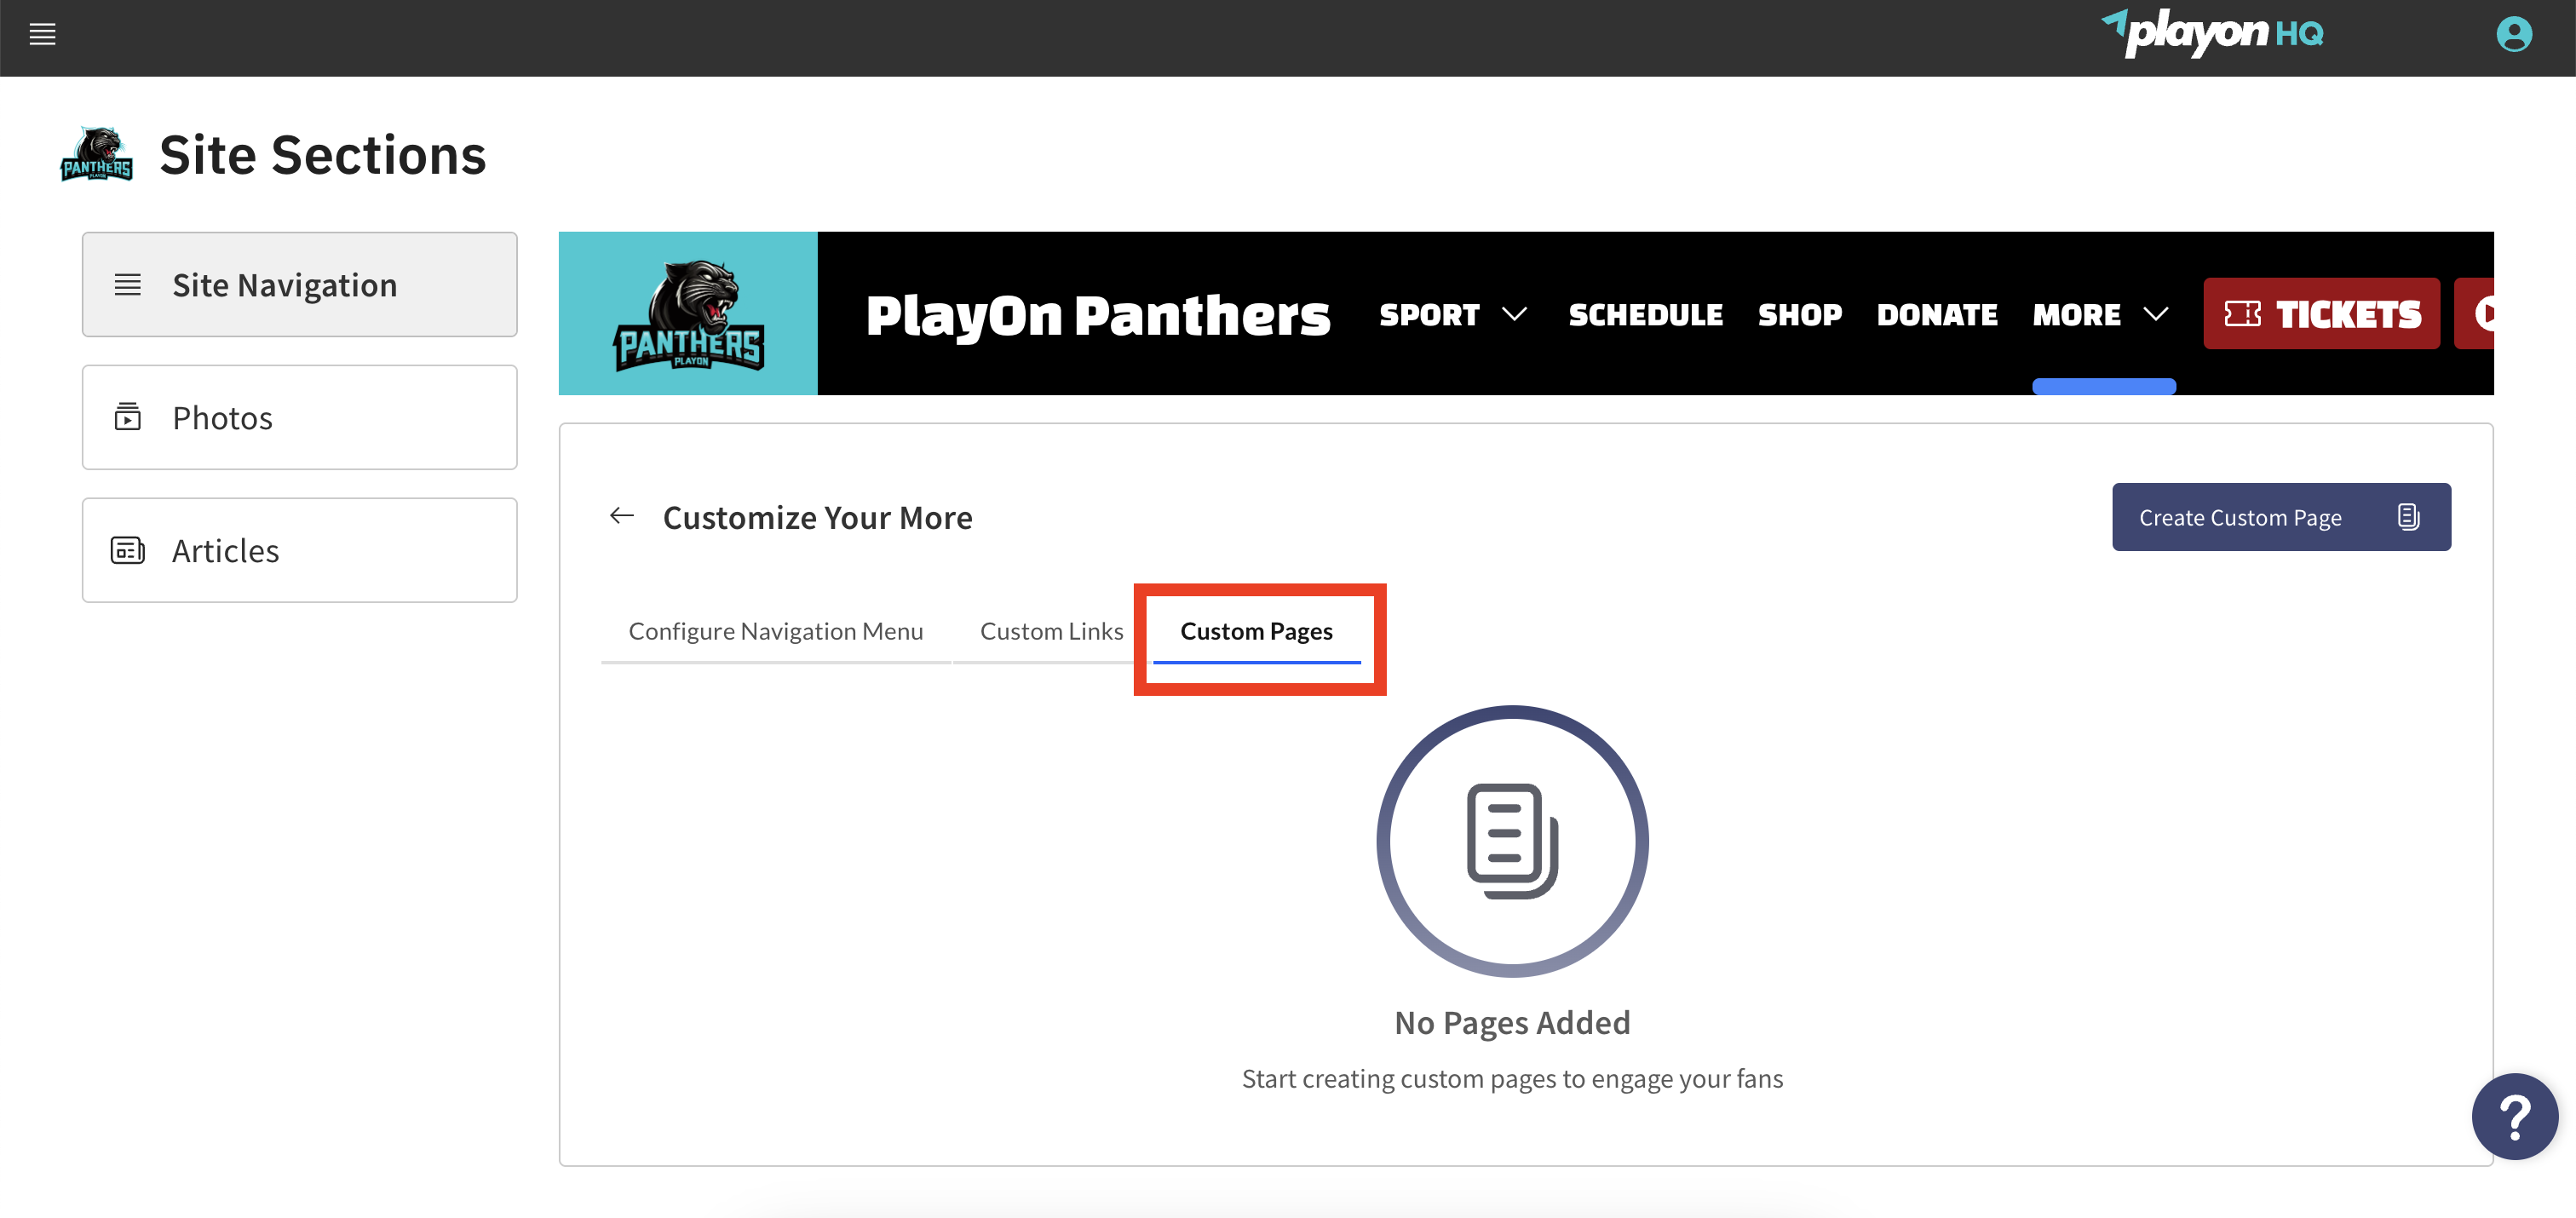 playon HQ
PANTHERS
PLAYON
Site Sections
Site Navigation
Photos
Articles
PANTHERS
PLAYON
PlayOn Panthers
SPORT
SCHEDULE
SHOP
DONATE
MORE
TICKETS
Customize Your More
Create Custom Page
Configure Navigation Menu
Custom Links
Custom Pages
No Pages Added
Start creating custom pages to engage your fans
?